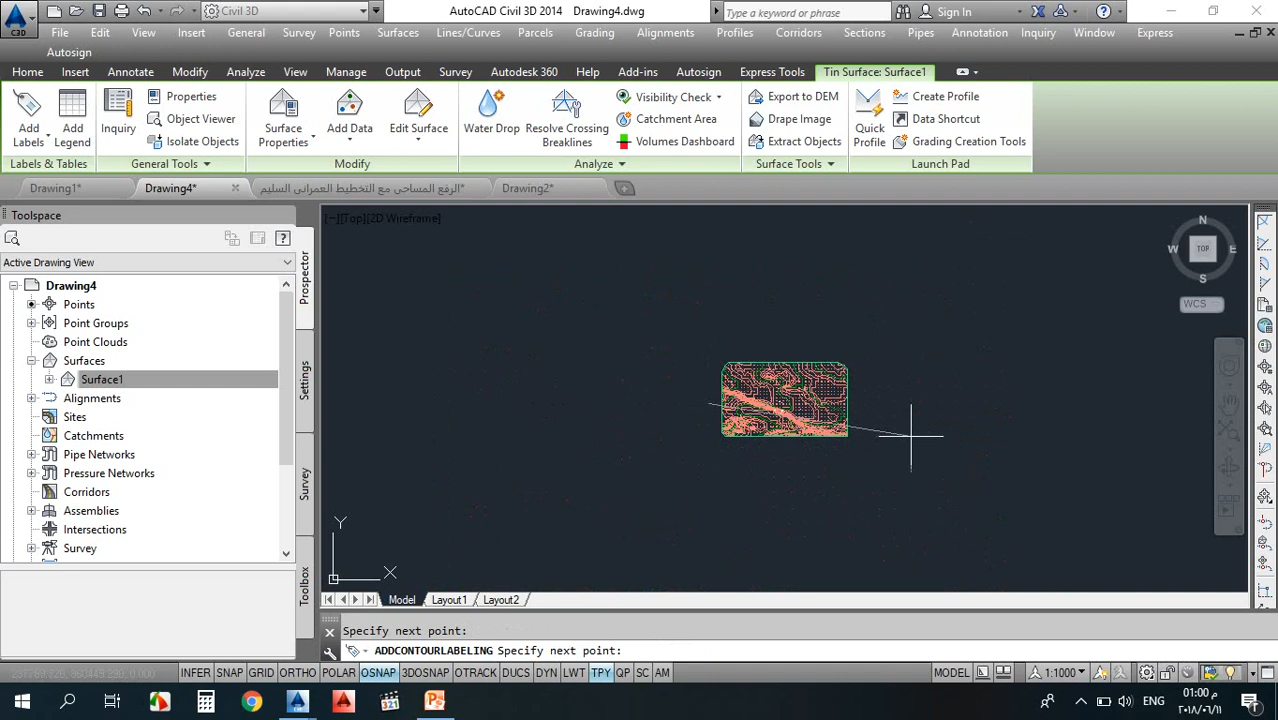 Civil 3D
AutoCAD Civil 3D 2014 Drawing4.dwg
Type a keyword or phrase
Sign In
C3D
File Edit View Insert General Survey Points Surfaces Lines/Curves Parcels Grading Alignments Profiles Corridors Sections Pipes Annotation Inquiry Window Express
Autosign
Home Insert Annotate Modify Analyze View Manage Output Survey Autodesk 360 Help Add-ins Autosign Express Tools Tin Surface: Surface1
Add Labels
Add Legend
Inquiry
Properties
Object Viewer
Isolate Objects
Surface Properties
Add Data
Edit Surface
Water Drop
Resolve Crossing Breaklines
Visibility Check
Catchment Area
Volumes Dashboard
Export to DEM
Drape Image
Extract Objects
Quick Profile
Create Profile
Data Shortcut
Grading Creation Tools
Labels & Tables General Tools Modify Analyze Surface Tools Launch Pad
Drawing1* Drawing4* الرفع المساحى مع التخطيط العمرانى السليم* Drawing2*
Toolspace
Active Drawing View
Drawing4
Points
Point Groups
Point Clouds
Surfaces
Surface1
Alignments
Sites
Catchments
Pipe Networks
Pressure Networks
Corridors
Assemblies
Intersections
Survey
Prospector
Settings
Survey
Toolbox
[−][Top][2D Wireframe]
N
W TOP E
S
WCS
Y
X
Model Layout1 Layout2
Specify next point:
ADDCONTOURLABELING Specify next point:
INFER SNAP GRID ORTHO POLAR OSNAP 3DOSNAP OTRACK DUCS DYN LWT TPY QP SC AM
MODEL 1:1000
321
ENG
01:00 م
٢٠١٨/٠٦/١١